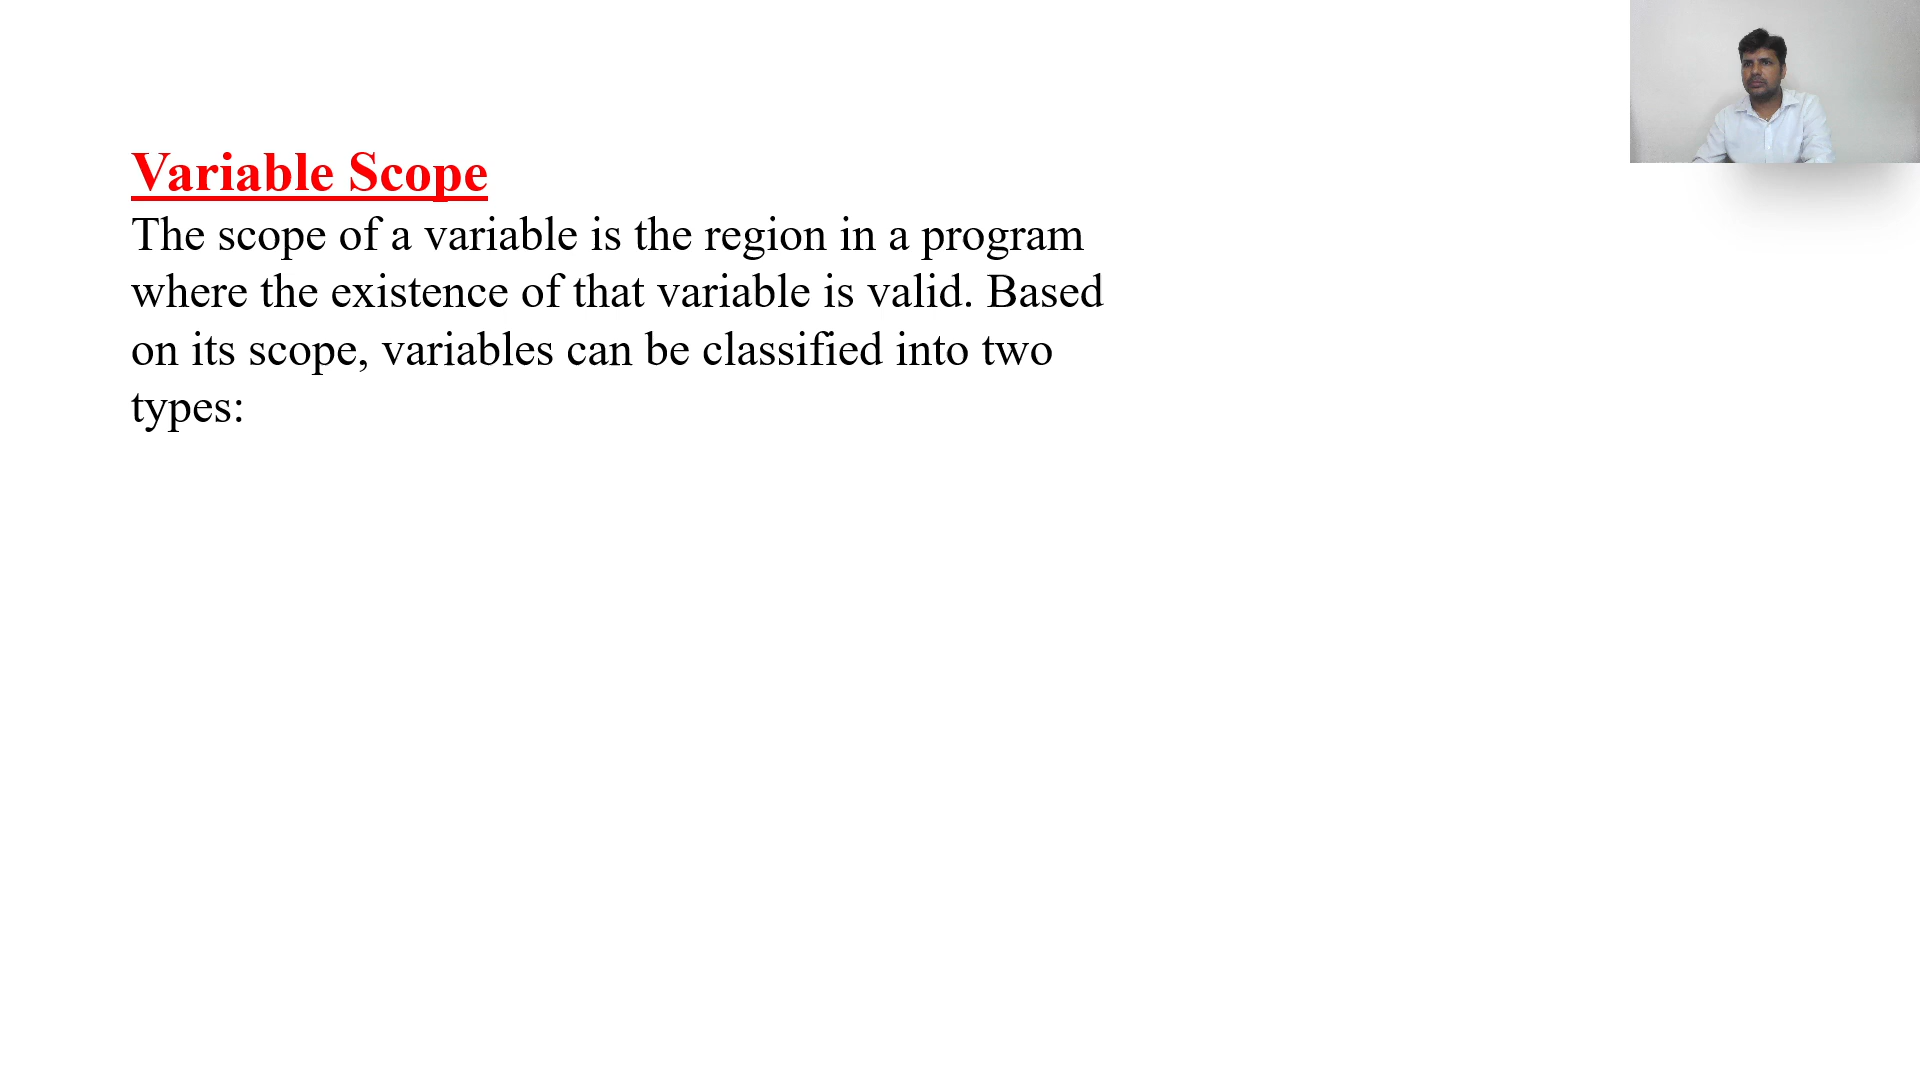 Variable Scope
The scope of a variable is the region in a program
where the existence of that variable is valid. Based
on its scope, variables can be classified into two
types: